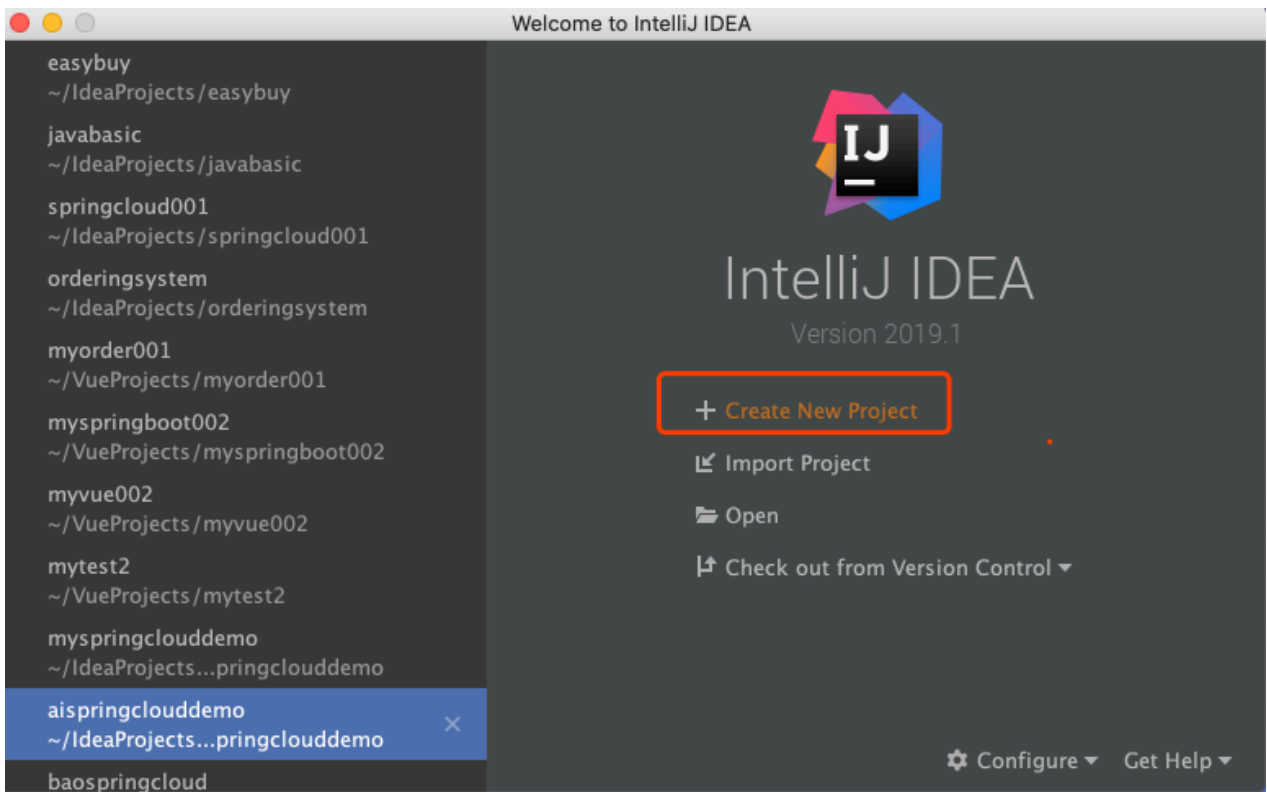 Welcome to IntelliJ IDEA
easybuy
~/IdeaProjects/easybuy
javabasic
~/IdeaProjects/javabasic
springcloud001
~/IdeaProjects/springcloud001
orderingsystem
~/IdeaProjects/orderingsystem
myorder001
~/VueProjects/myorder001
myspringboot002
~/VueProjects/myspringboot002
myvue002
~/VueProjects/myvue002
mytest2
~/VueProjects/mytest2
myspringclouddemo
~/IdeaProjects...pringclouddemo
aispringclouddemo
~/IdeaProjects...pringclouddemo
baospringcloud
IJ
IntelliJ IDEA
Version 2019.1
Create New Project
Import Project
Open
Check out from Version Control
Configure
Get Help